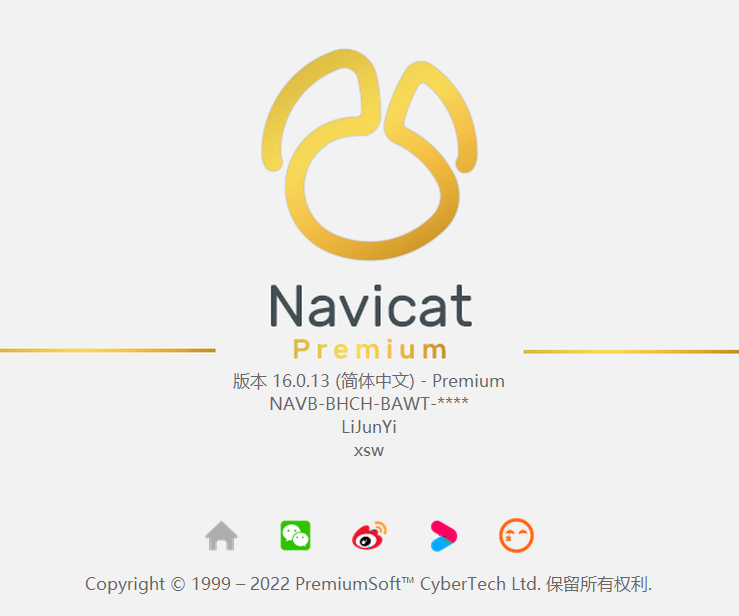 Navicat
Premium
版本 16.0.13 (简体中文) - Premium
NAVB-BHCH-BAWT-****
LiJunYi
xsw
Copyright © 1999 – 2022 PremiumSoft™ CyberTech Ltd. 保留所有权利.